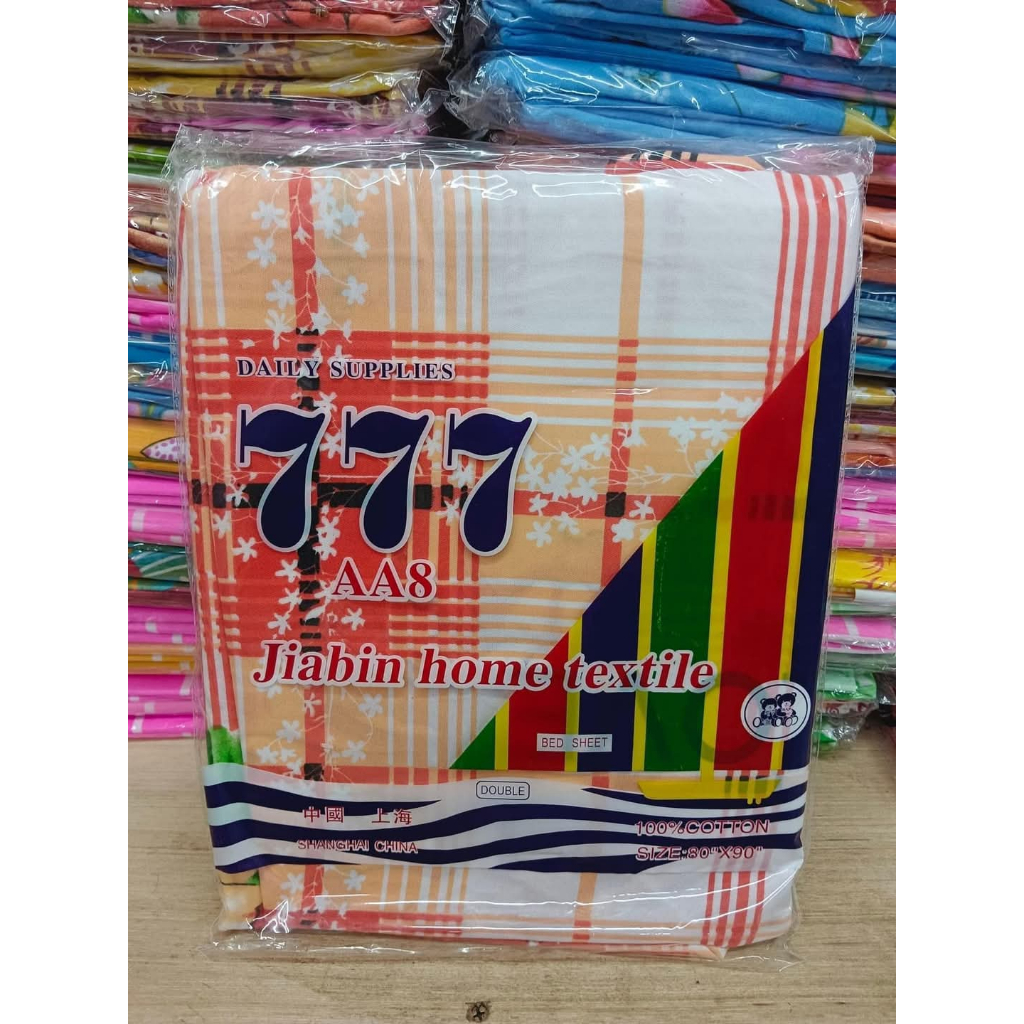 DAILY SUPPLIES
777
AA8
Jiabin home textile
BED SHEET
DOUBLE
中國 上海
SHANGHAI CHINA
100%COTTON
SIZE:80"X90"